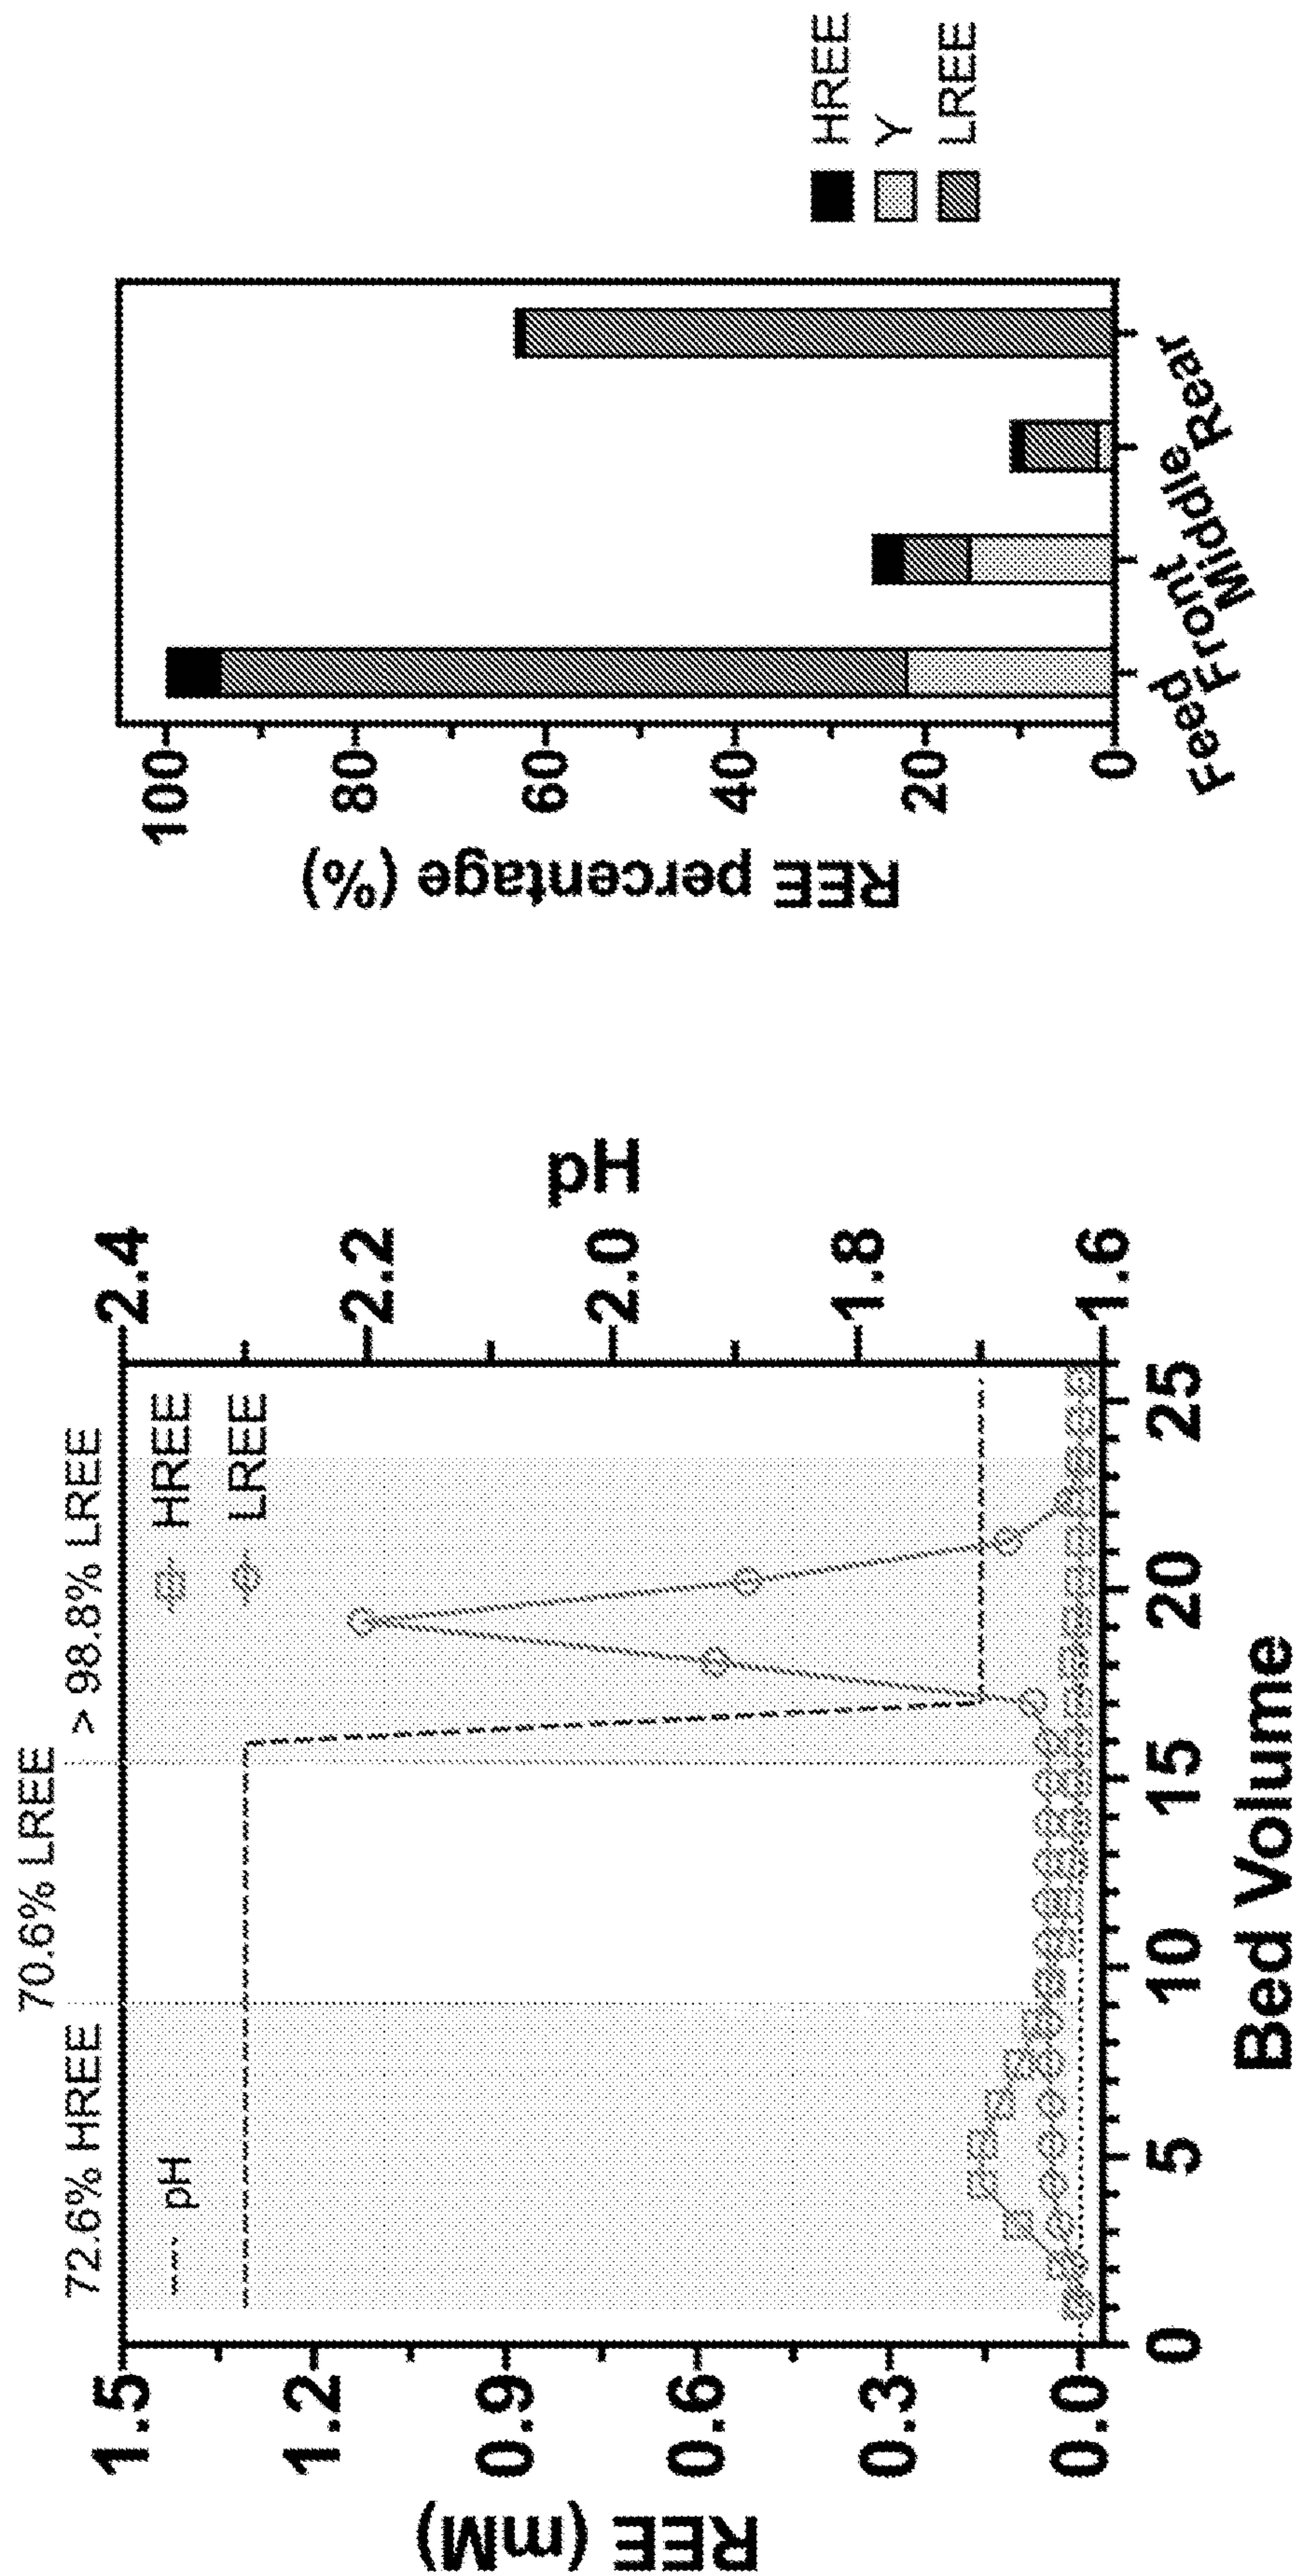 70.6% LREE
72.6% HREE
> 98.8% LREE
pH
HREE
LREE
REE (mM)
1.5
1.2
0.9
0.6
0.3
0.0
pH
2.4
2.2
2.0
1.8
1.6
0
5
10
15
20
25
Bed Volume
REE percentage (%)
100
80
60
40
20
0
Feed
Front
Middle
Rear
HREE
Y
LREE